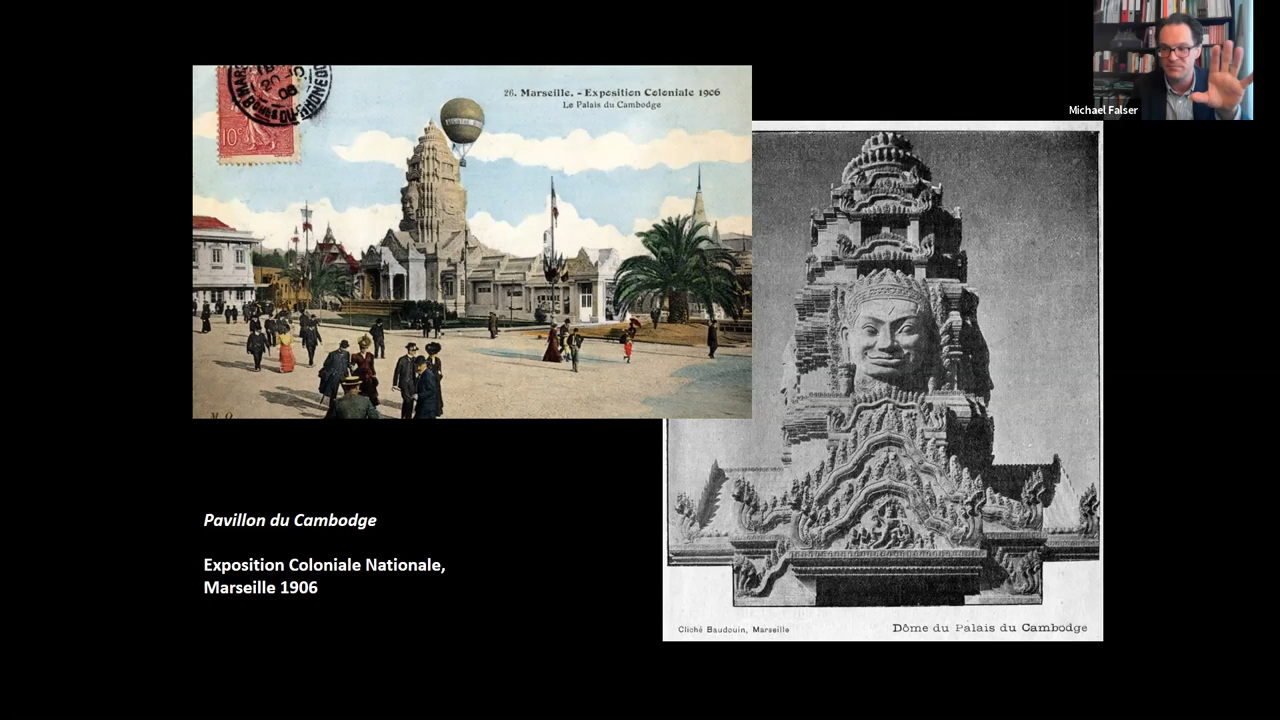 Michael Falser
26. Marseille. - Exposition Coloniale 1906
Le Palais du Cambodge
10c
Pavillon du Cambodge
Exposition Coloniale Nationale,
Marseille 1906
Cliché Baudouin, Marseille
Dôme du Palais du Cambodge